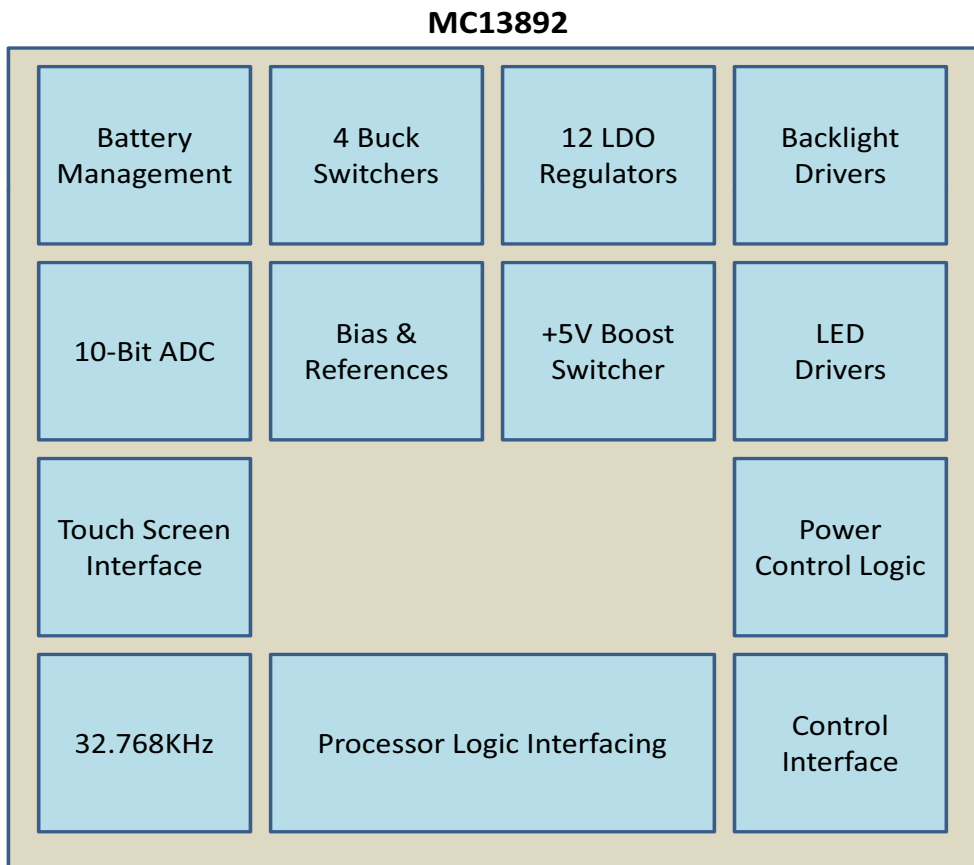 MC13892
Battery
Management
4 Buck
Switchers
12 LDO
Regulators
Backlight
Drivers
10-Bit ADC
Bias &
References
+5V Boost
Switcher
LED
Drivers
Touch Screen
Interface
Power
Control Logic
32.768KHz
Processor Logic Interfacing
Control
Interface